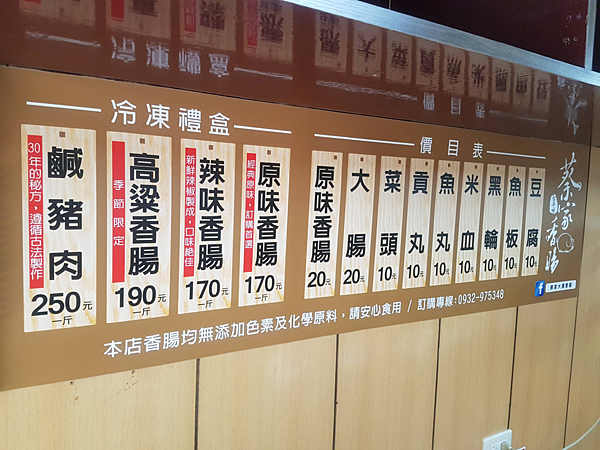 冷凍禮盒
30年的秘方，遵循古法製作
鹹豬肉
250元
一斤
季節限定
高粱香腸
190元
一斤
新鮮辣椒製成，口味絶佳
辣味香腸
170元
一斤
經典原味，訂購首選
原味香腸
170元
一斤
價目表
原味香腸
20元
大腸
20元
菜頭
10元
貢丸
10元
魚丸
10元
米血
10元
黑輪
10元
魚板
10元
豆腐
10元
蔡家
香腸
f
本店香腸均無添加色素及化學原料，請安心食用 / 訂購專線:0932-975348